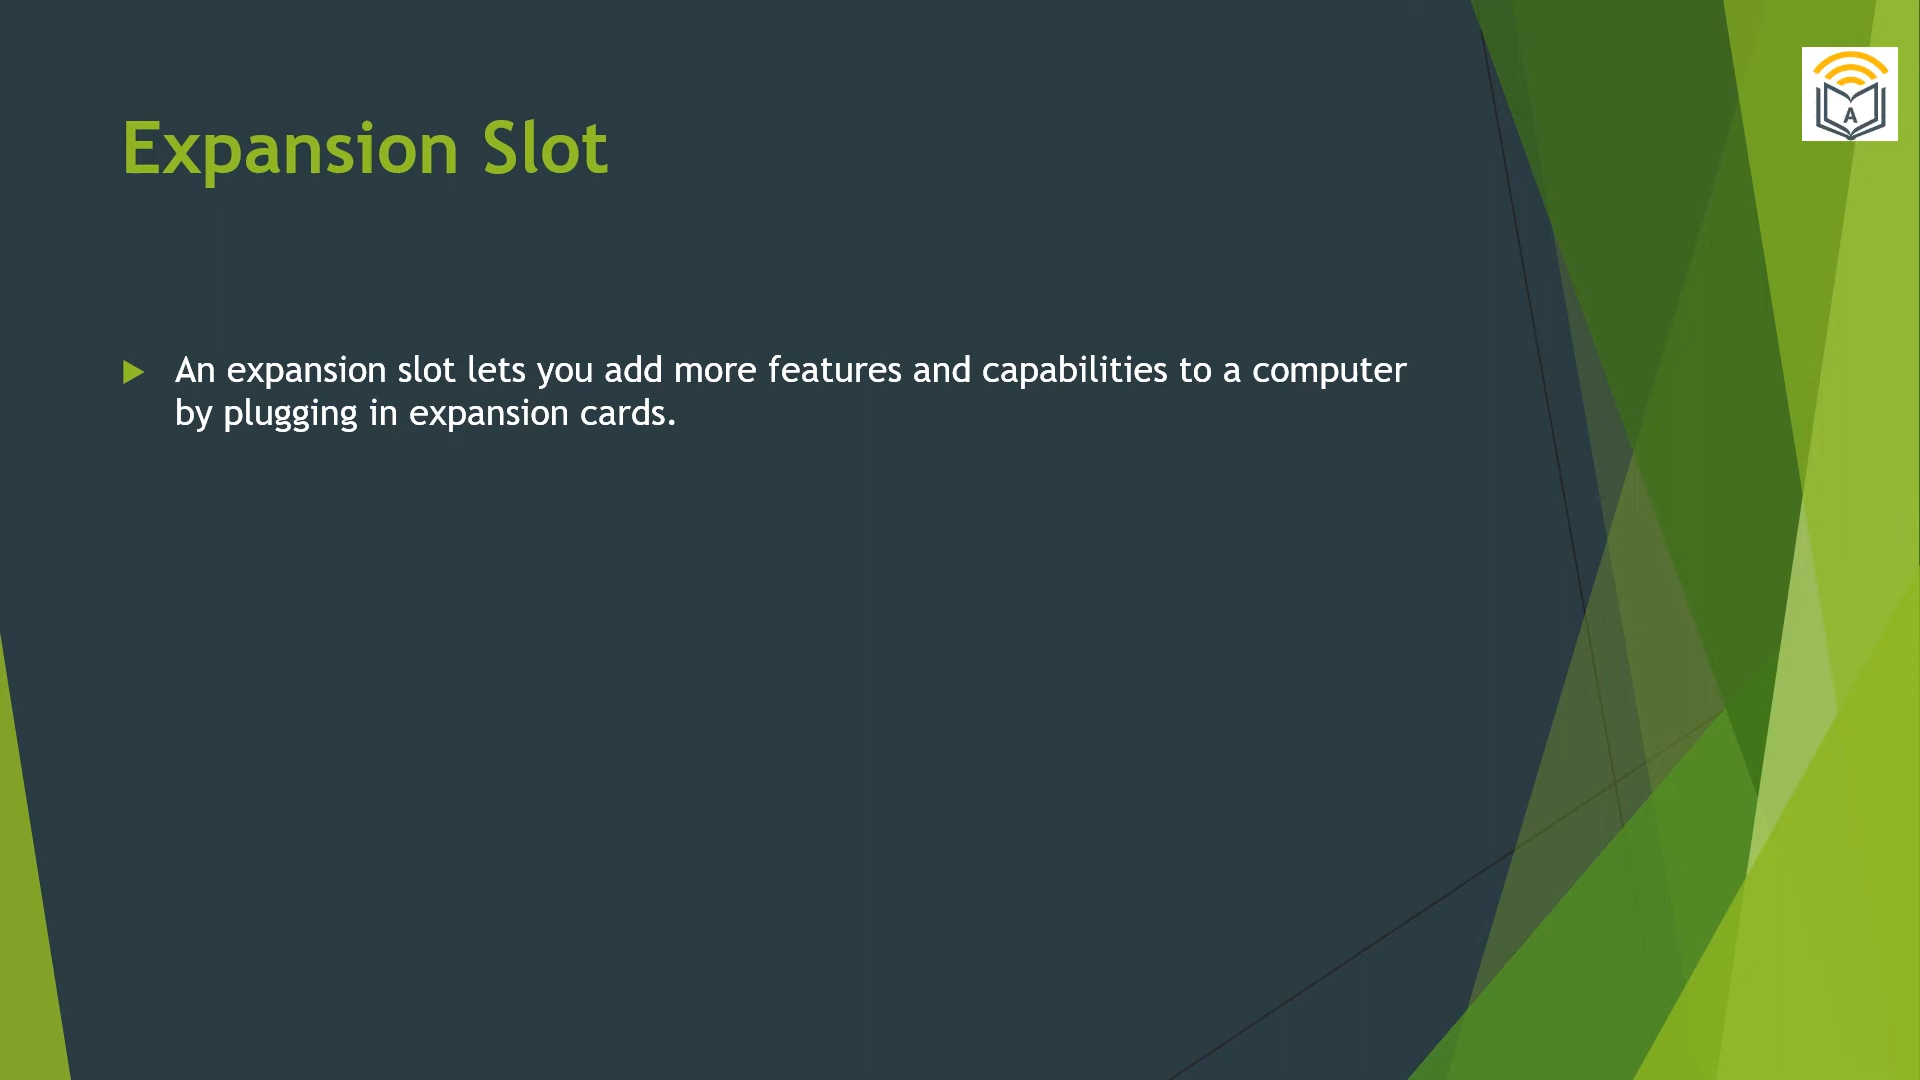 Expansion Slot
An expansion slot lets you add more features and capabilities to a computer
by plugging in expansion cards.
A